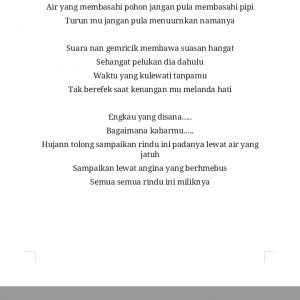 Air yang membasahi pohon jangan pula membasahi pipi
Turun mu jangan pula menuurnkan namanya
Suara nan gemricik membawa suasan hangat
Sehangat pelukan dia dahulu
Waktu yang kulewati tanpamu
Tak berefek saat kenangan mu melanda hati
Engkau yang disana.....
Bagaimana kabarmu.....
Hujann tolong sampaikan rindu ini padanya lewat air yang
jatuh
Sampaikan lewat angina yang berhmebus
Semua semua rindu ini miliknya